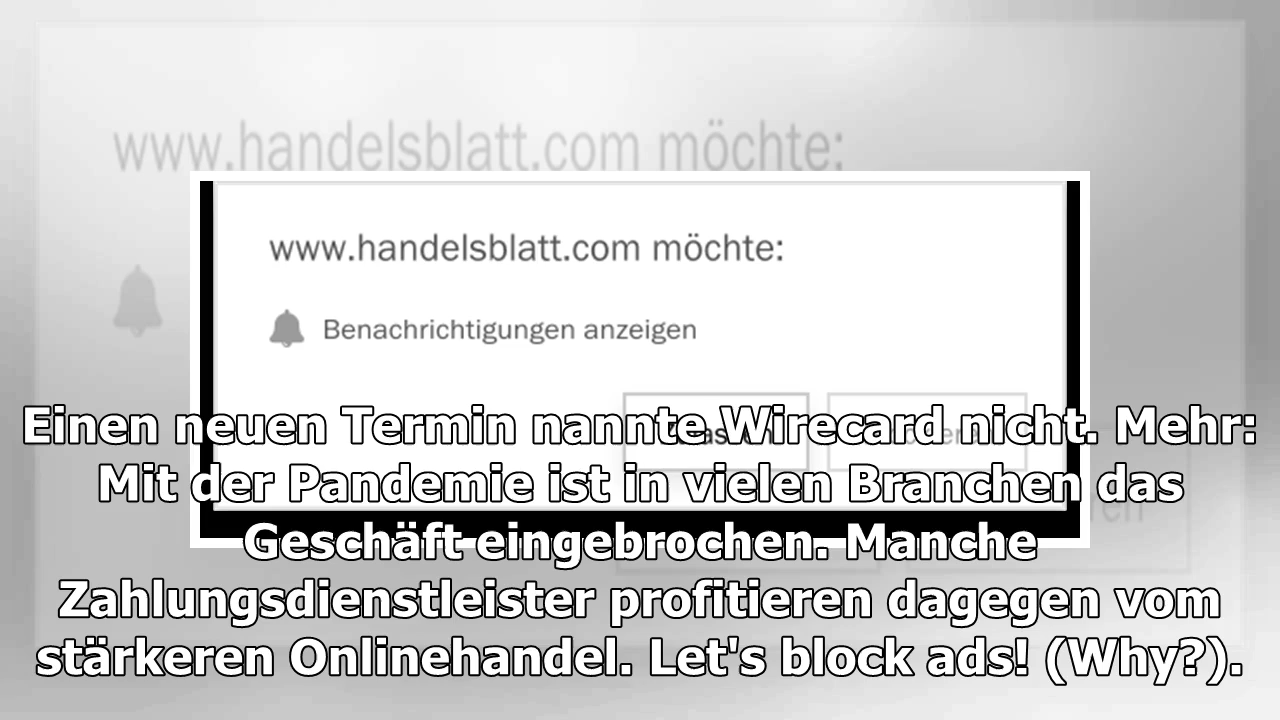 www.handelsblatt.com möchte:
www.handelsblatt.com möchte:
Benachrichtigungen anzeigen
Einen neuen Termin nannte Wirecard nicht. Mehr:
Mit der Pandemie ist in vielen Branchen das
Geschäft eingebrochen. Manche
Zahlungsdienstleister profitieren dagegen vom
stärkeren Onlinehandel. Let's block ads! (Why?).